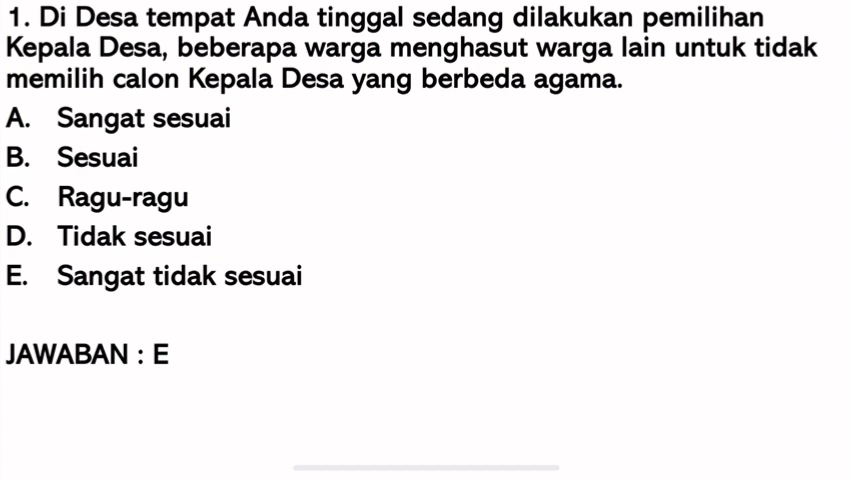 1. Di Desa tempat Anda tinggal sedang dilakukan pemilihan
Kepala Desa, beberapa warga menghasut warga lain untuk tidak
memilih calon Kepala Desa yang berbeda agama.
A. Sangat sesuai
B. Sesuai
C. Ragu-ragu
D. Tidak sesuai
E. Sangat tidak sesuai
JAWABAN : E